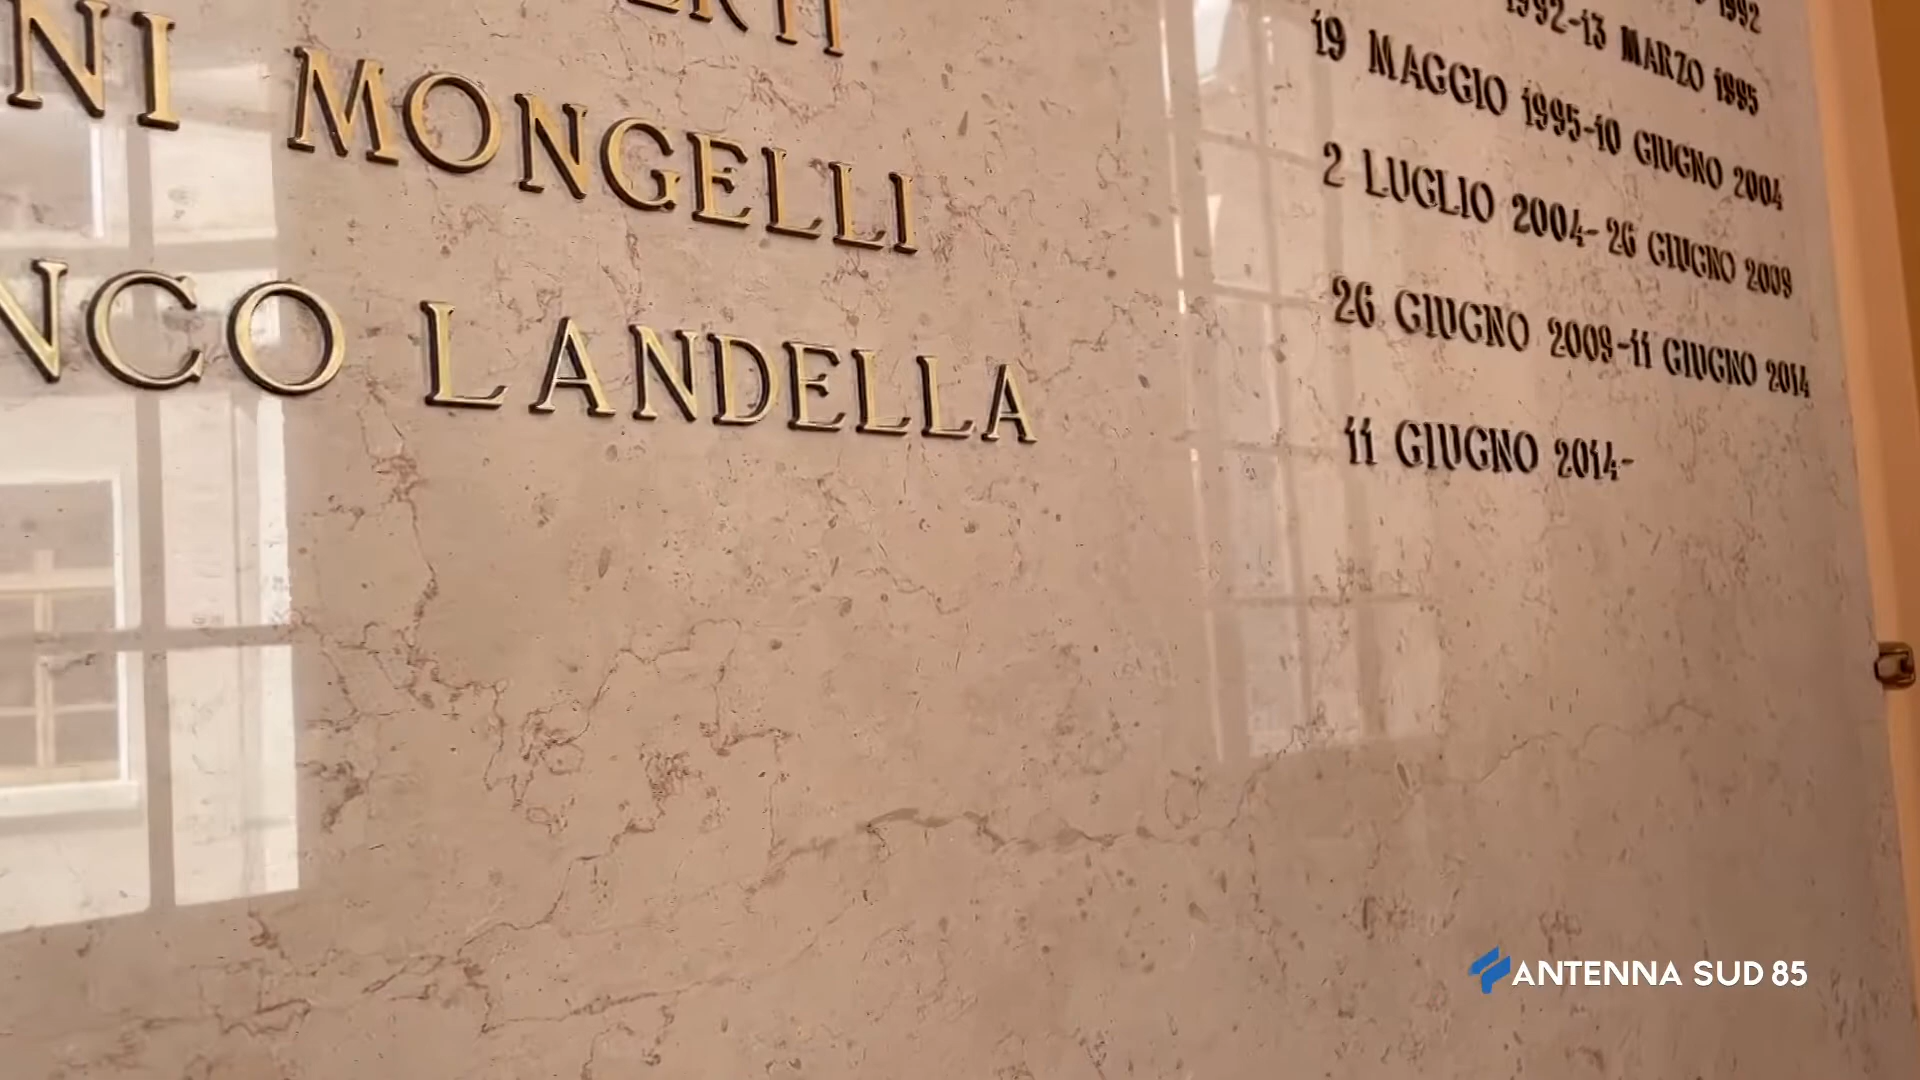 1992
1992-13 MARZO 1995
19 MAGGIO 1995-10 GIUGNO 2004
NI MONGELLI 2 LUGLIO 2004-26 GIUGNO 2009
NCO LANDELLA 26 GIUGNO 2009-11 GIUGNO 2014
11 GIUGNO 2014-
ANTENNA SUD 85